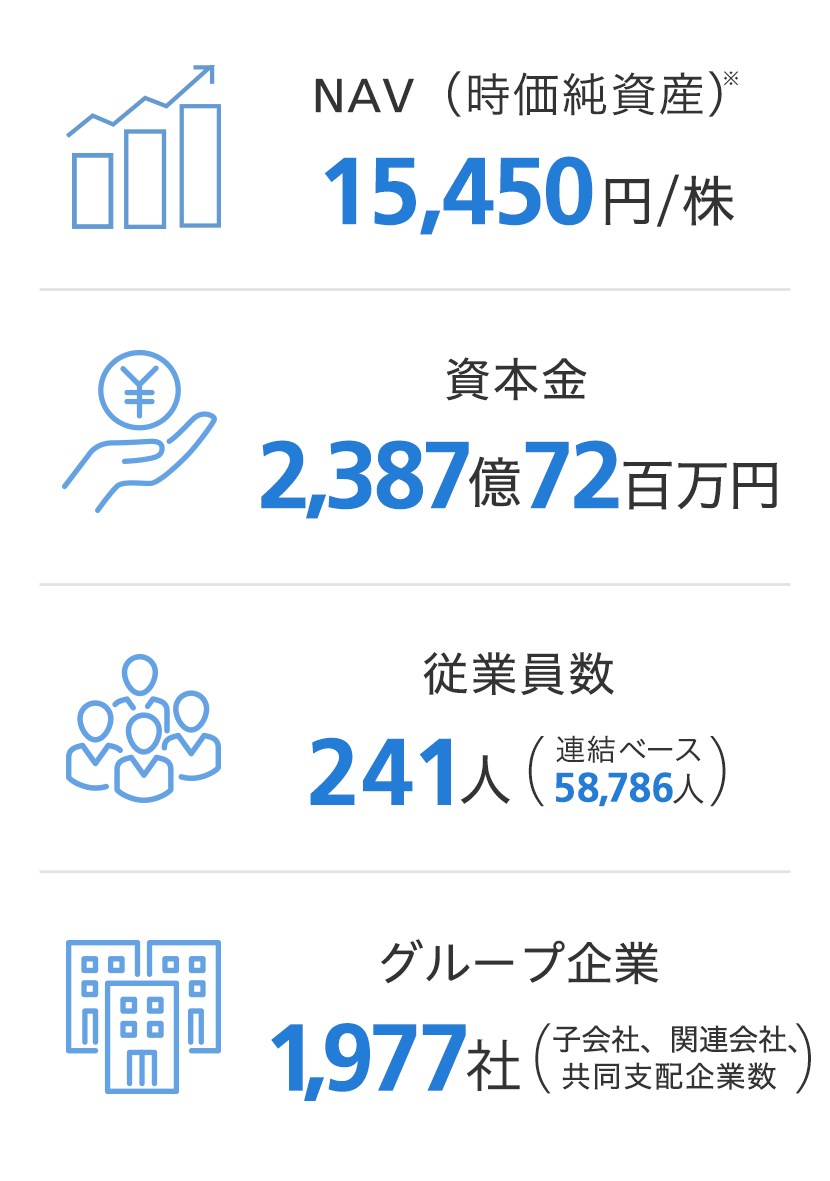 NAV（時価純資産）※
15,450円/株
資本金
2,387億72百万円
従業員数
241人（連結ベース
58,786人）
グループ企業
1,977社（子会社、関連会社、
共同支配企業数）